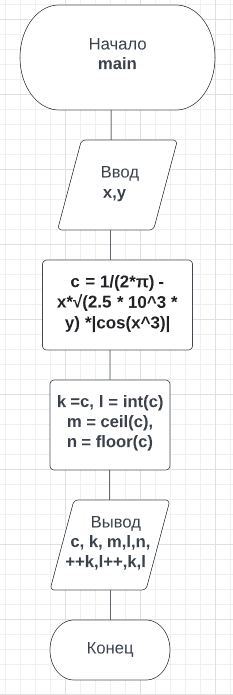 Начало
main
Ввод
x,y
c = 1/(2*π) -
x*√(2.5 * 10^3 *
y) *|cos(x^3)|
k =c, l = int(c)
m = ceil(c),
n = floor(c)
Вывод
c, k, m,l,n,
++k,l++,k,l
Конец